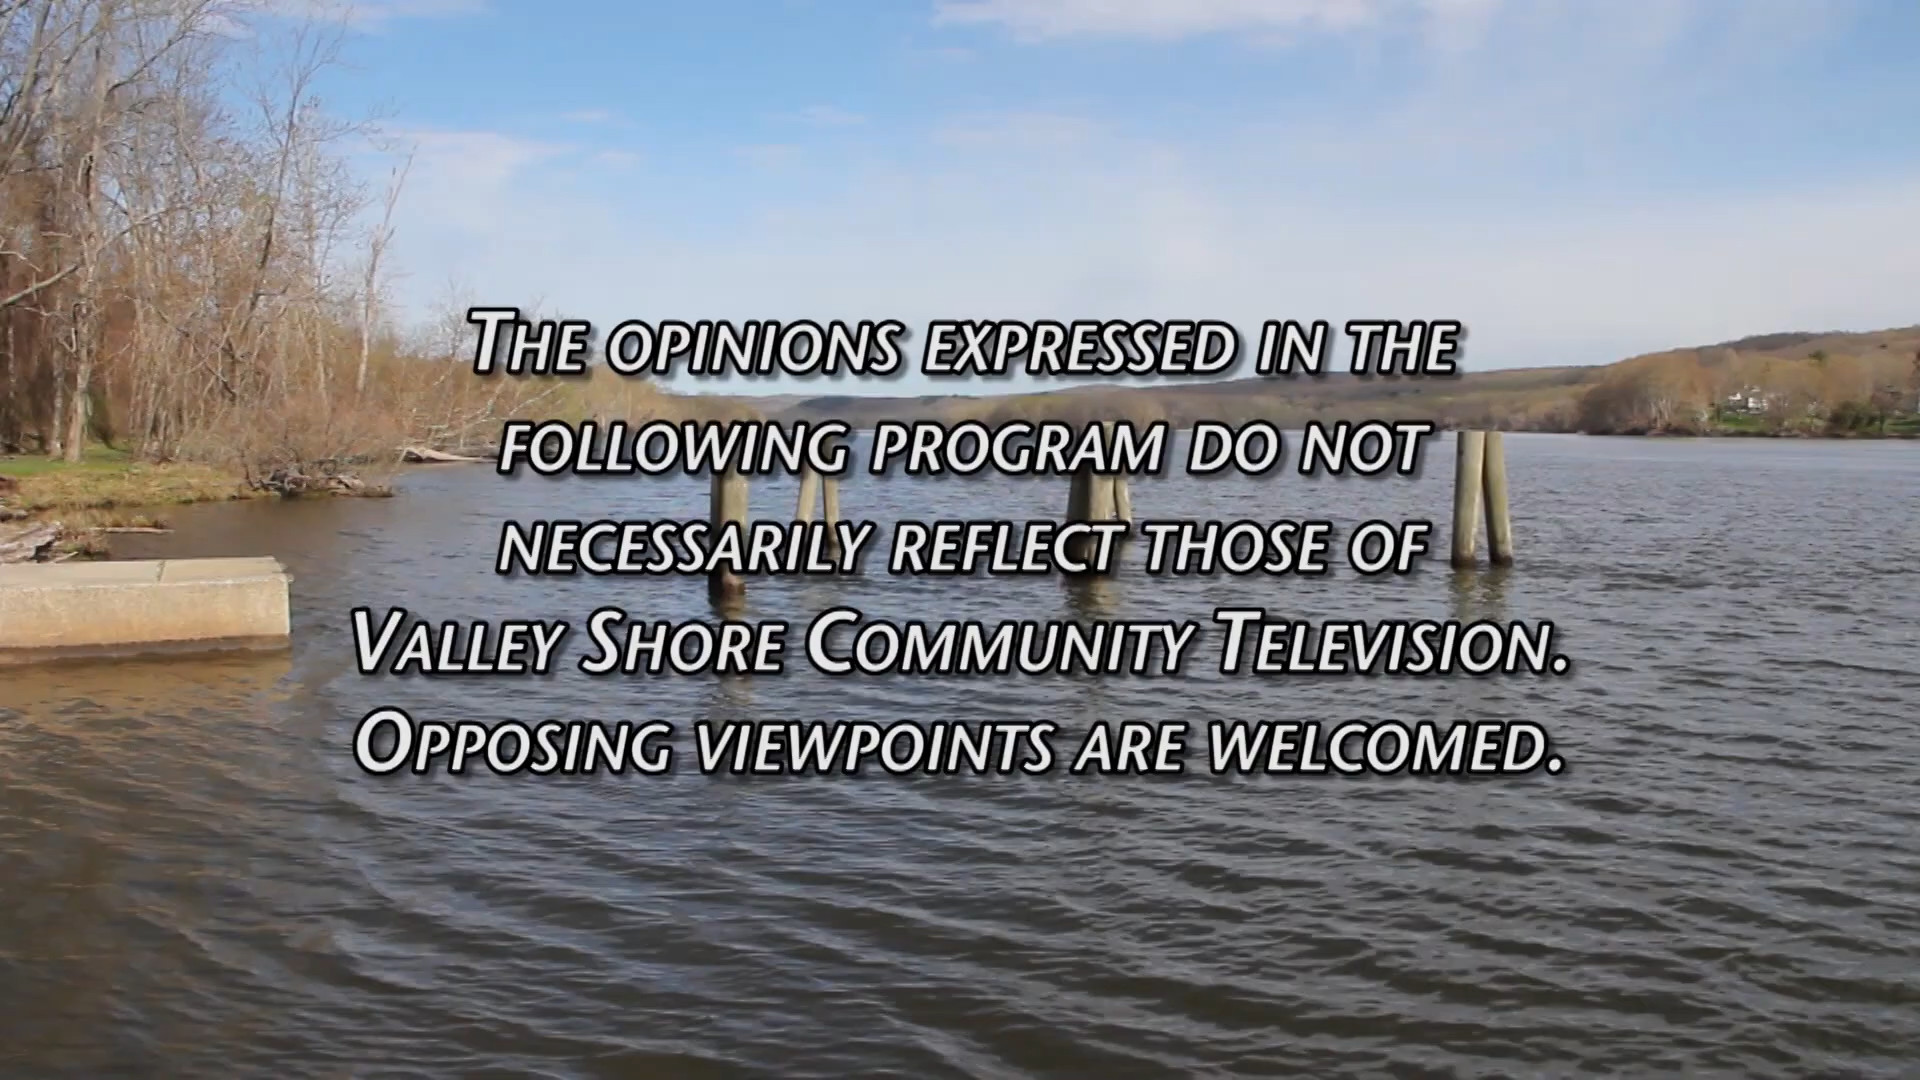 The opinions expressed in the
following program do not
necessarily reflect those of
Valley Shore Community Television.
Opposing viewpoints are welcomed.